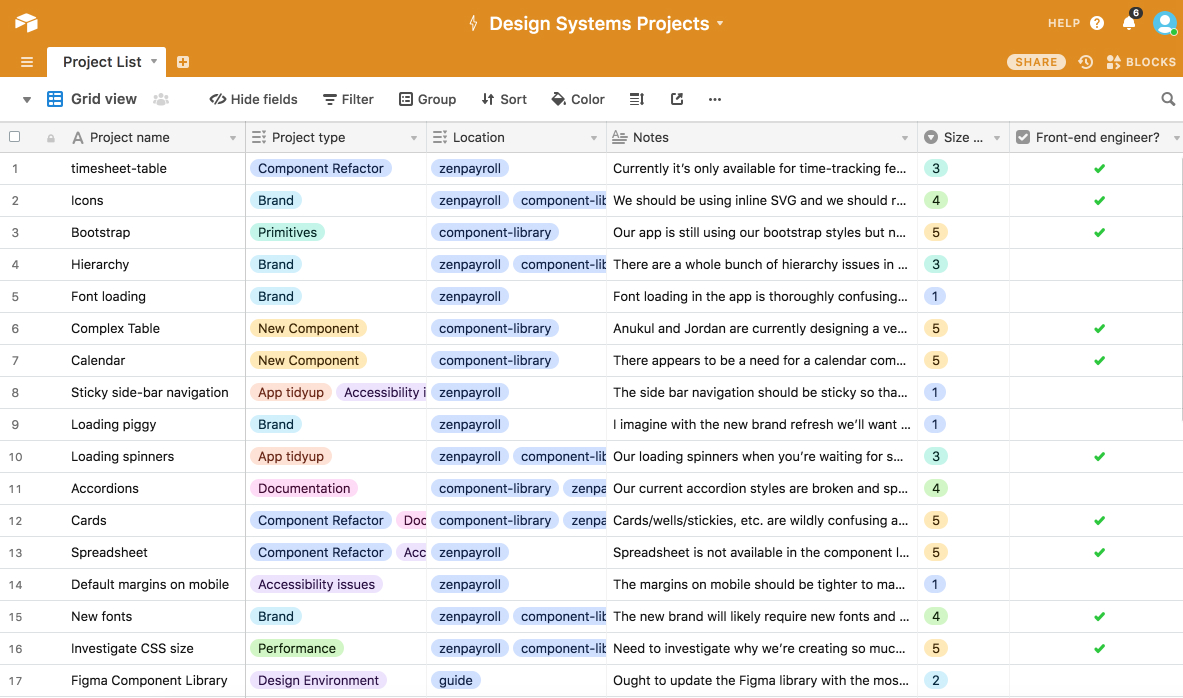 Design Systems Projects
HELP ? 6
Project List
SHARE BLOCKS
Grid view Hide fields Filter Group Sort Color
A Project name Project type Location Notes Size ... Front-end engineer?
1 timesheet-table Component Refactor zenpayroll Currently it’s only available for time-tracking fe... 3
2 Icons Brand zenpayroll component-lib We should be using inline SVG and we should r... 4
3 Bootstrap Primitives component-library Our app is still using our bootstrap styles but n... 5
4 Hierarchy Brand zenpayroll component-lib There are a whole bunch of hierarchy issues in ... 3
5 Font loading Brand zenpayroll Font loading in the app is thoroughly confusing... 1
6 Complex Table New Component component-library Anukul and Jordan are currently designing a ve... 5
7 Calendar New Component component-library There appears to be a need for a calendar com... 5
8 Sticky side-bar navigation App tidyup Accessibility i zenpayroll The side bar navigation should be sticky so tha... 1
9 Loading piggy Brand zenpayroll I imagine with the new brand refresh we’ll want ... 1
10 Loading spinners App tidyup zenpayroll component-lib Our loading spinners when you’re waiting for s... 3
11 Accordions Documentation component-library zenpa Our current accordion styles are broken and sp... 4
12 Cards Component Refactor Doc component-library zenpa Cards/wells/stickies, etc. are wildly confusing a... 5
13 Spreadsheet Component Refactor Acc zenpayroll Spreadsheet is not available in the component l... 5
14 Default margins on mobile Accessibility issues zenpayroll The margins on mobile should be tighter to ma... 1
15 New fonts Brand zenpayroll component-lib The new brand will likely require new fonts and ... 4
16 Investigate CSS size Performance zenpayroll component-lib Need to investigate why we’re creating so much... 5
17 Figma Component Library Design Environment guide Ought to update the Figma library with the mos... 2